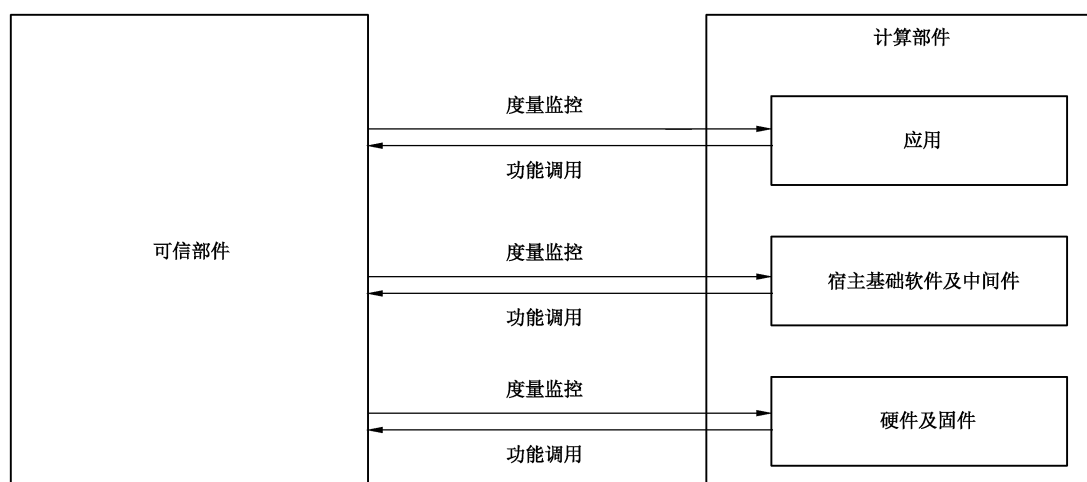 计算部件
度量监控
应用
功能调用
可信部件
度量监控
宿主基础软件及中间件
功能调用
度量监控
硬件及固件
功能调用